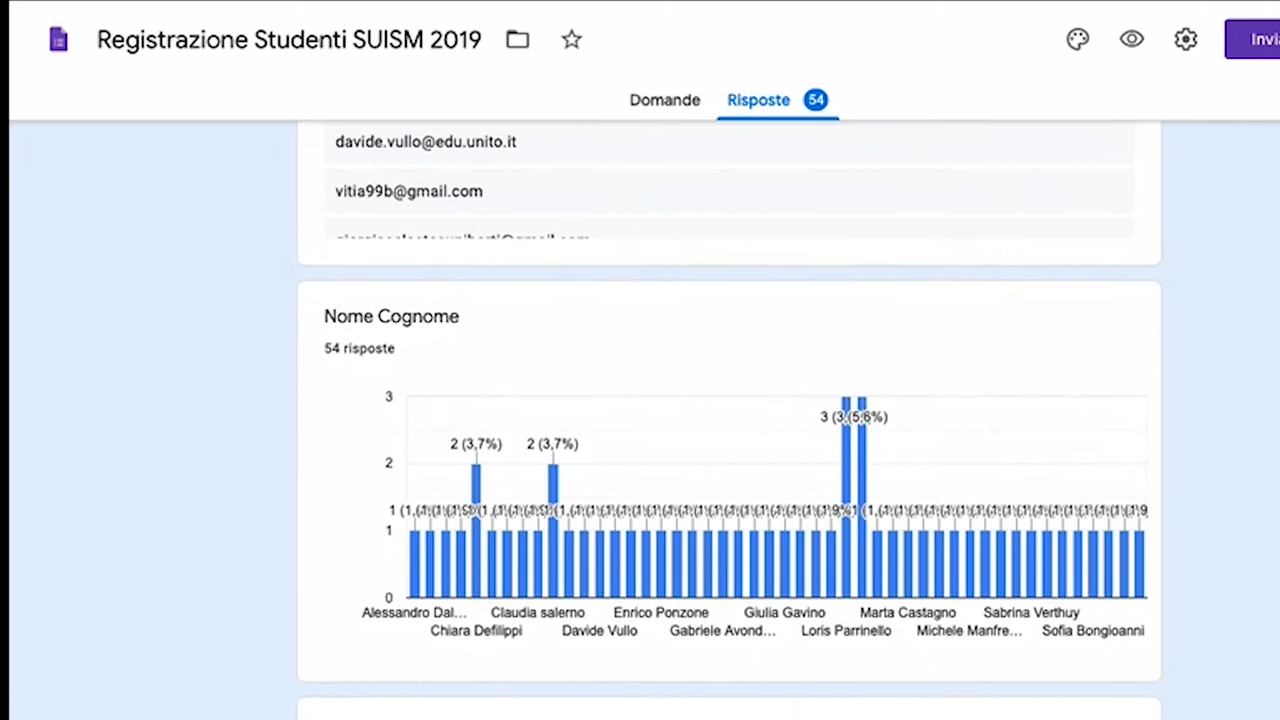 Registrazione Studenti SUISM 2019
Invi
Domande Risposte 54
davide.vullo@edu.unito.it
vitia99b@gmail.com
Nome Cognome
54 risposte
3
2
1
0
2 (3,7%) 2 (3,7%)
3 (3,(5,6%)
Alessandro Dal... Claudia salerno Enrico Ponzone Giulia Gavino Marta Castagno Sabrina Verthuy
Chiara Defilippi Davide Vullo Gabriele Avond... Loris Parrinello Michele Manfre... Sofia Bongioanni